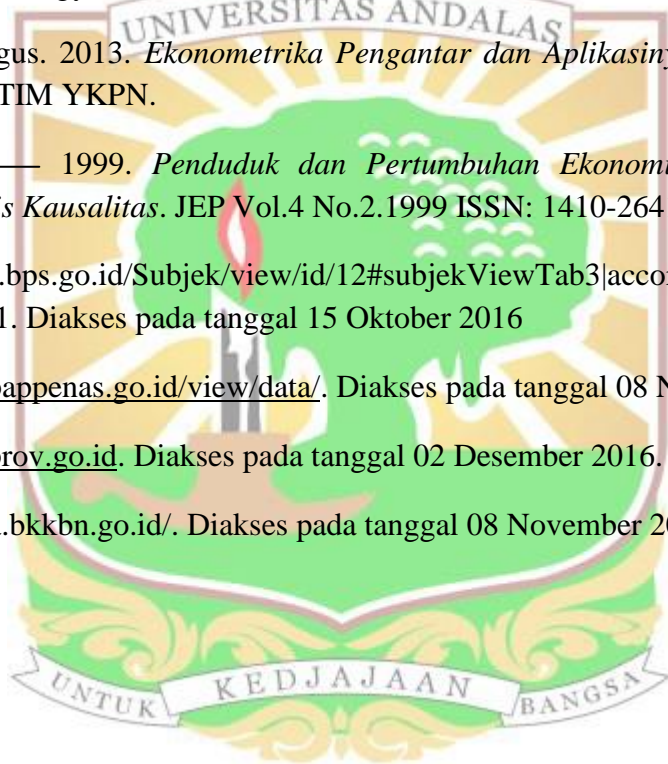 UNIVERSITAS ANDALAS
gus. 2013. Ekonometrika Pengantar dan Aplikasiny
TIM YKPN.
1999. Penduduk dan Pertumbuhan Ekonomi
is Kausalitas. JEP Vol.4 No.2.1999 ISSN: 1410-264
.bps.go.id/Subjek/view/id/12#subjekViewTab3|accor
1. Diakses pada tanggal 15 Oktober 2016
bappenas.go.id/view/data/. Diakses pada tanggal 08 N
prov.go.id. Diakses pada tanggal 02 Desember 2016.
.bkkbn.go.id/. Diakses pada tanggal 08 November 20
UNTUK KEDJAJAAN BANGSA